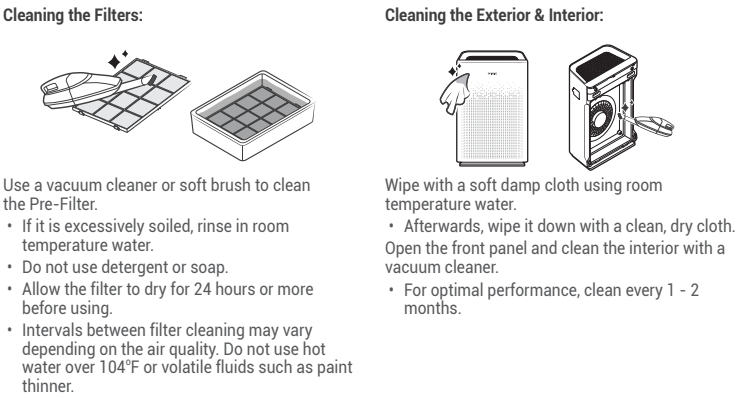 Cleaning the Filters:
Use a vacuum cleaner or soft brush to clean
the Pre-Filter.
• If it is excessively soiled, rinse in room
temperature water.
• Do not use detergent or soap.
• Allow the filter to dry for 24 hours or more
before using.
• Intervals between filter cleaning may vary
depending on the air quality. Do not use hot
water over 104°F or volatile fluids such as paint
thinner.
Cleaning the Exterior & Interior:
Wipe with a soft damp cloth using room
temperature water.
• Afterwards, wipe it down with a clean, dry cloth.
Open the front panel and clean the interior with a
vacuum cleaner.
• For optimal performance, clean every 1 - 2
months.